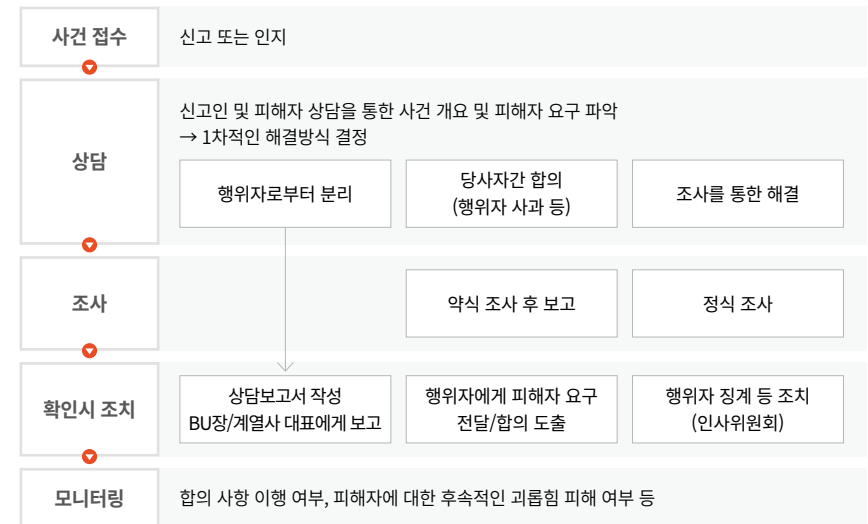 사건 접수
신고 또는 인지
상담
신고인 및 피해자 상담을 통한 사건 개요 및 피해자 요구 파악
→ 1차적인 해결방식 결정
행위자로부터 분리
당사자간 합의
(행위자 사과 등)
조사를 통한 해결
조사
약식 조사 후 보고
정식 조사
확인시 조치
상담보고서 작성
BU장/계열사 대표에게 보고
행위자에게 피해자 요구
전달/합의 도출
행위자 징계 등 조치
(인사위원회)
모니터링
합의 사항 이행 여부, 피해자에 대한 후속적인 괴롭힘 피해 여부 등